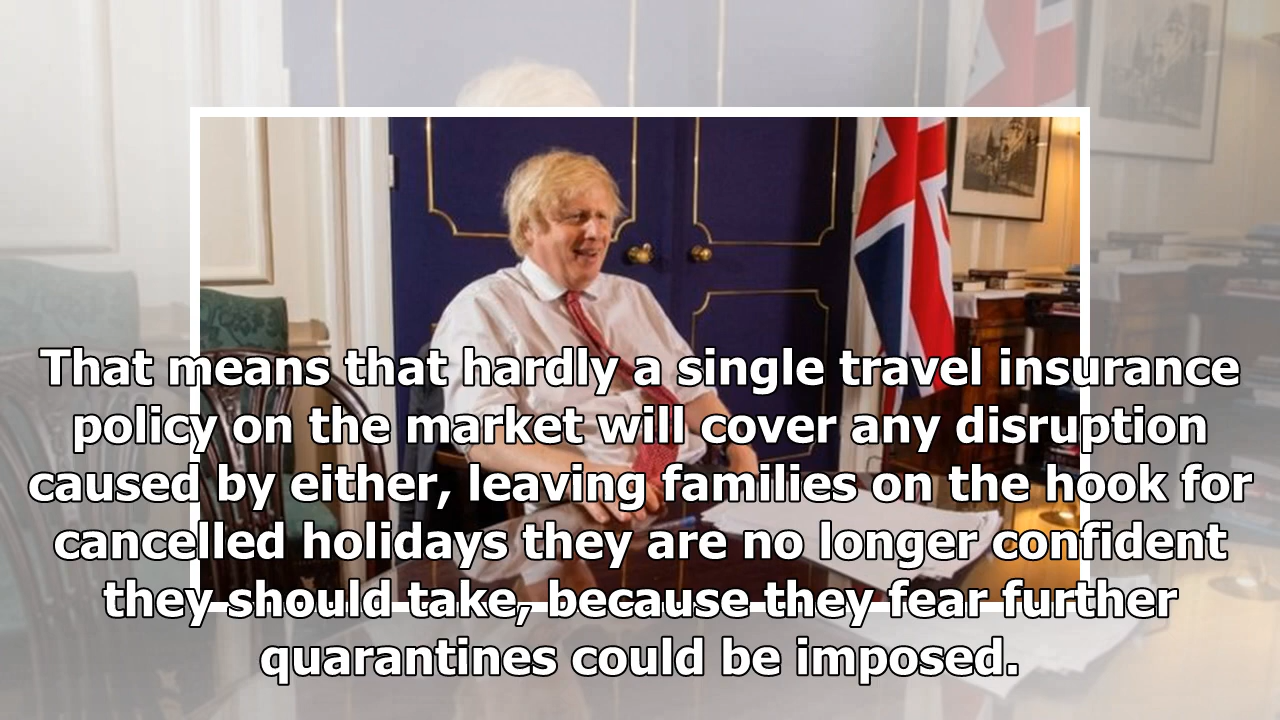 That means that hardly a single travel insurance
policy on the market will cover any disruption
caused by either, leaving families on the hook for
cancelled holidays they are no longer confident
they should take, because they fear further
quarantines could be imposed.